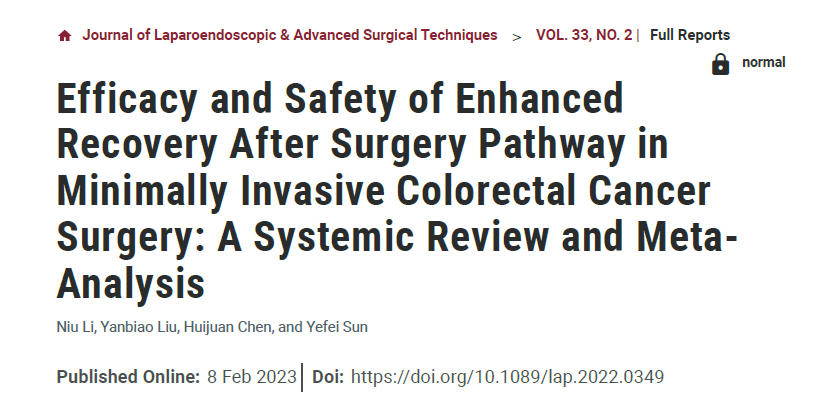 Journal of Laparoendoscopic & Advanced Surgical Techniques > VOL. 33, NO. 2 | Full Reports
normal
Efficacy and Safety of Enhanced
Recovery After Surgery Pathway in
Minimally Invasive Colorectal Cancer
Surgery: A Systemic Review and Meta-
Analysis
Niu Li, Yanbiao Liu, Huijuan Chen, and Yefei Sun
Published Online: 8 Feb 2023 | Doi: https://doi.org/10.1089/lap.2022.0349